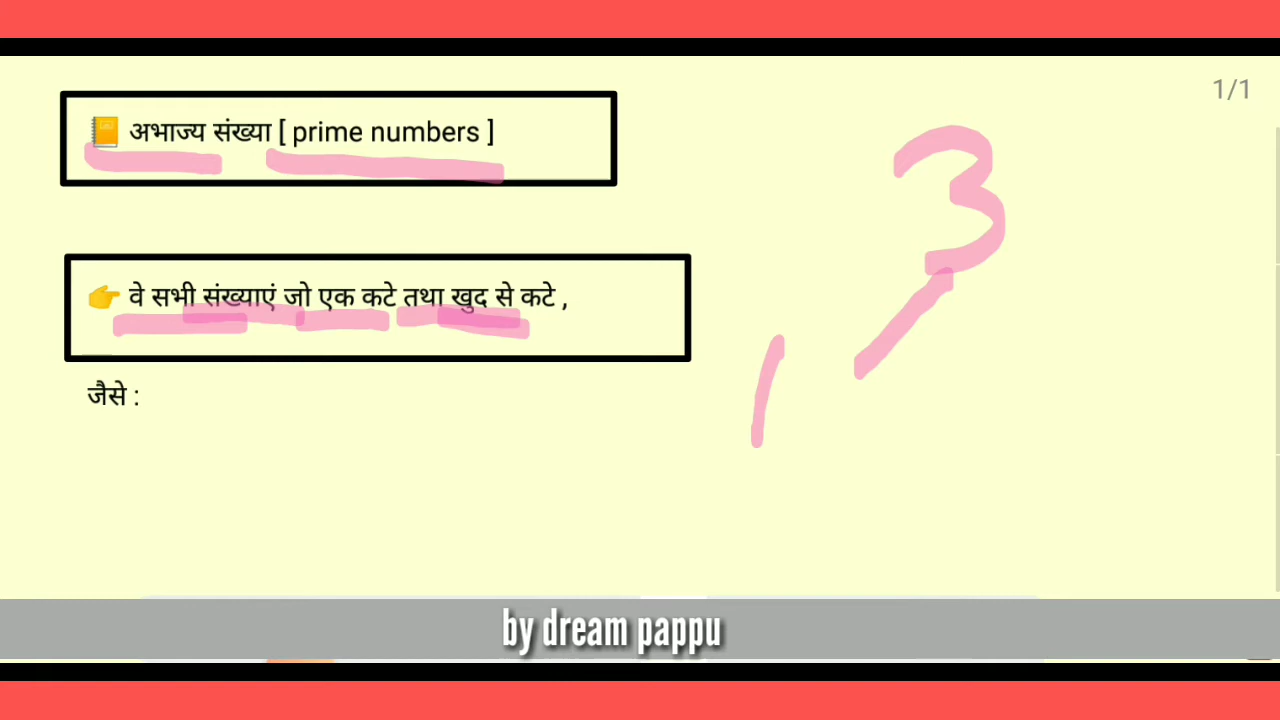 1/1
📒 अभाज्य संख्या [ prime numbers ]
3
👉 वे सभी संख्याएं जो एक कटे तथा खुद से कटे ,
1
जैसे :
by dream pappu